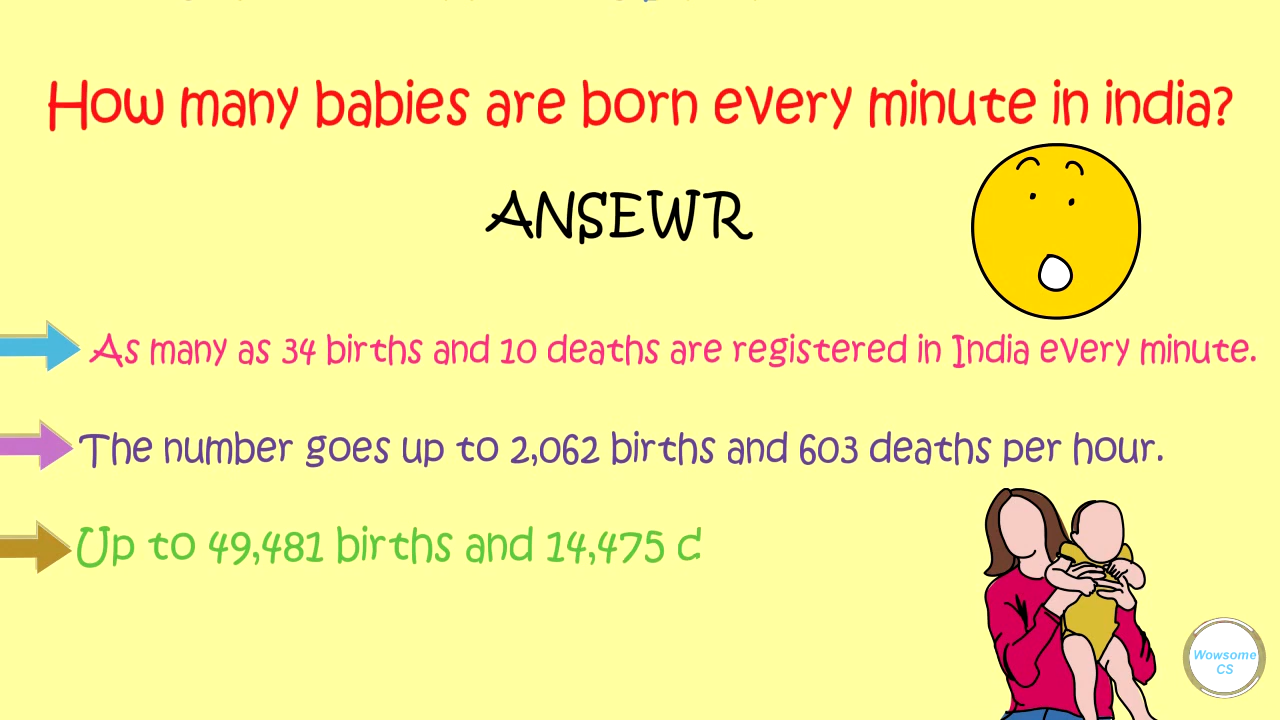 How many babies are born every minute in india?
ANSEWR
As many as 34 births and 10 deaths are registered in India every minute.
The number goes up to 2,062 births and 603 deaths per hour.
Up to 49,481 births and 14,475 d
Wowsome
CS